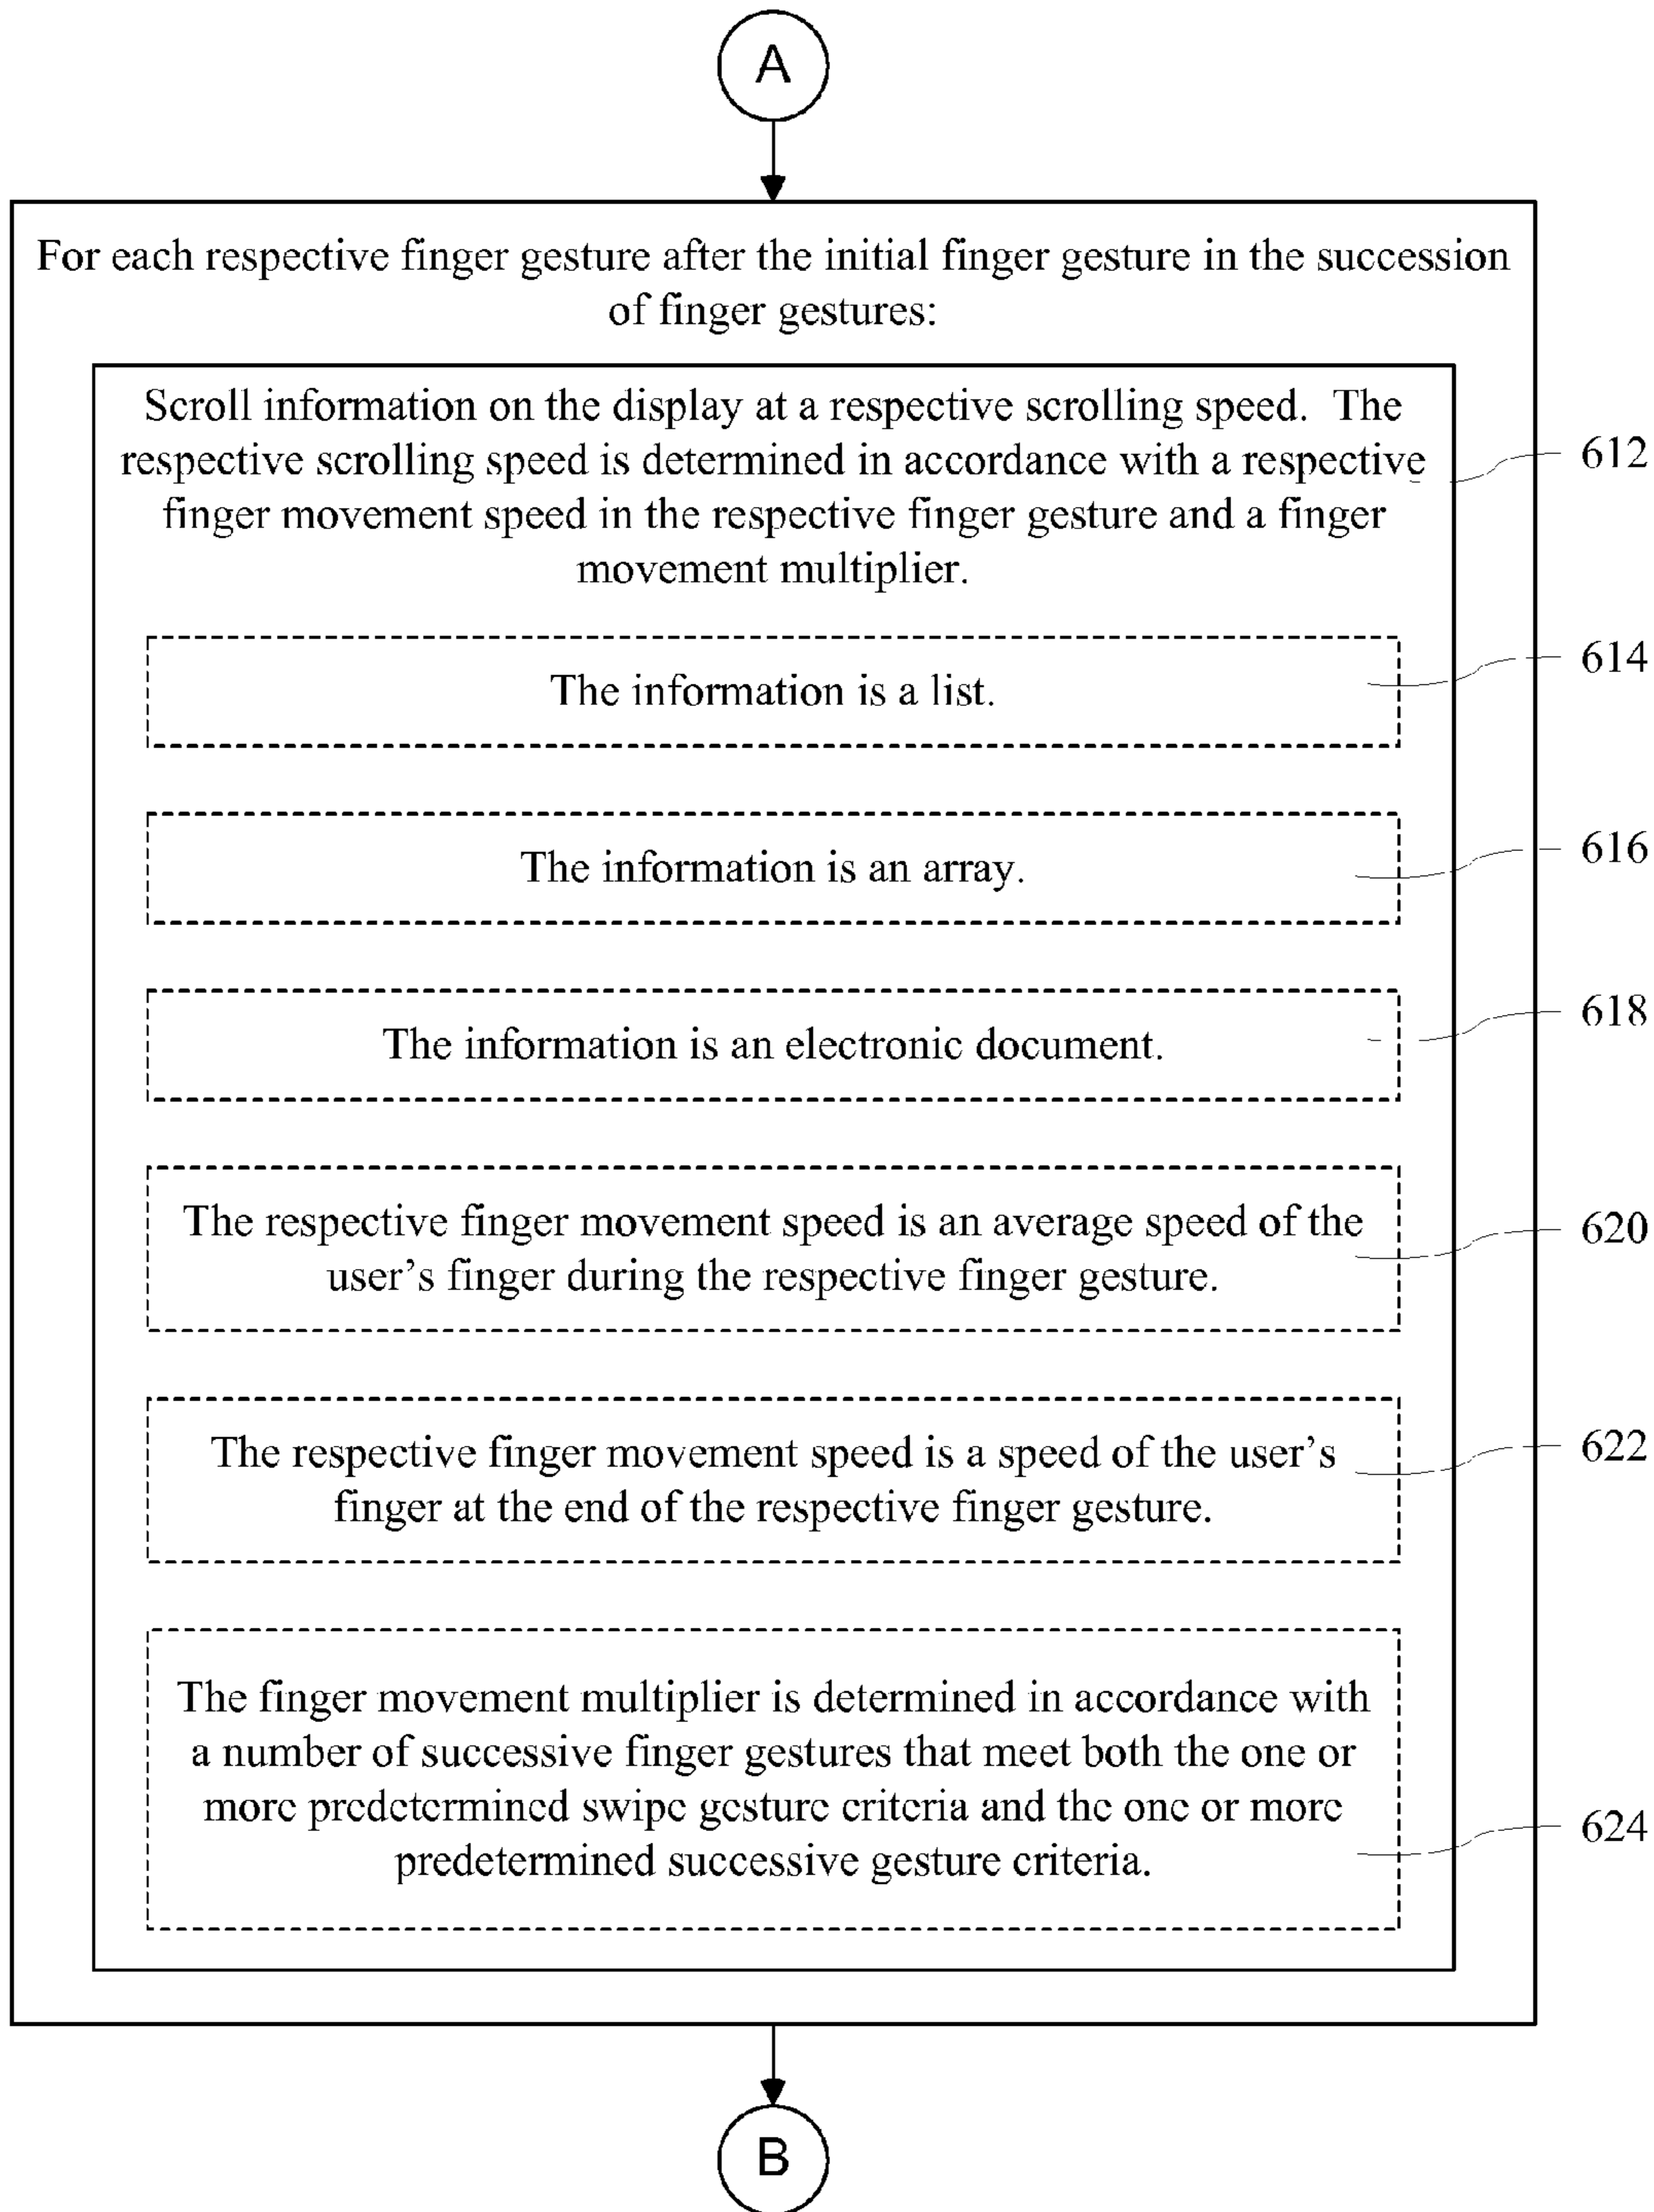 A
For each respective finger gesture after the initial finger gesture in the succession
of finger gestures:
Scroll information on the display at a respective scrolling speed. The
respective scrolling speed is determined in accordance with a respective
finger movement speed in the respective finger gesture and a finger
movement multiplier.
612
The information is a list.
614
The information is an array.
616
The information is an electronic document.
618
The respective finger movement speed is an average speed of the
user's finger during the respective finger gesture.
620
The respective finger movement speed is a speed of the user's
finger at the end of the respective finger gesture.
622
The finger movement multiplier is determined in accordance with
a number of successive finger gestures that meet both the one or
more predetermined swipe gesture criteria and the one or more
predetermined successive gesture criteria.
624
B